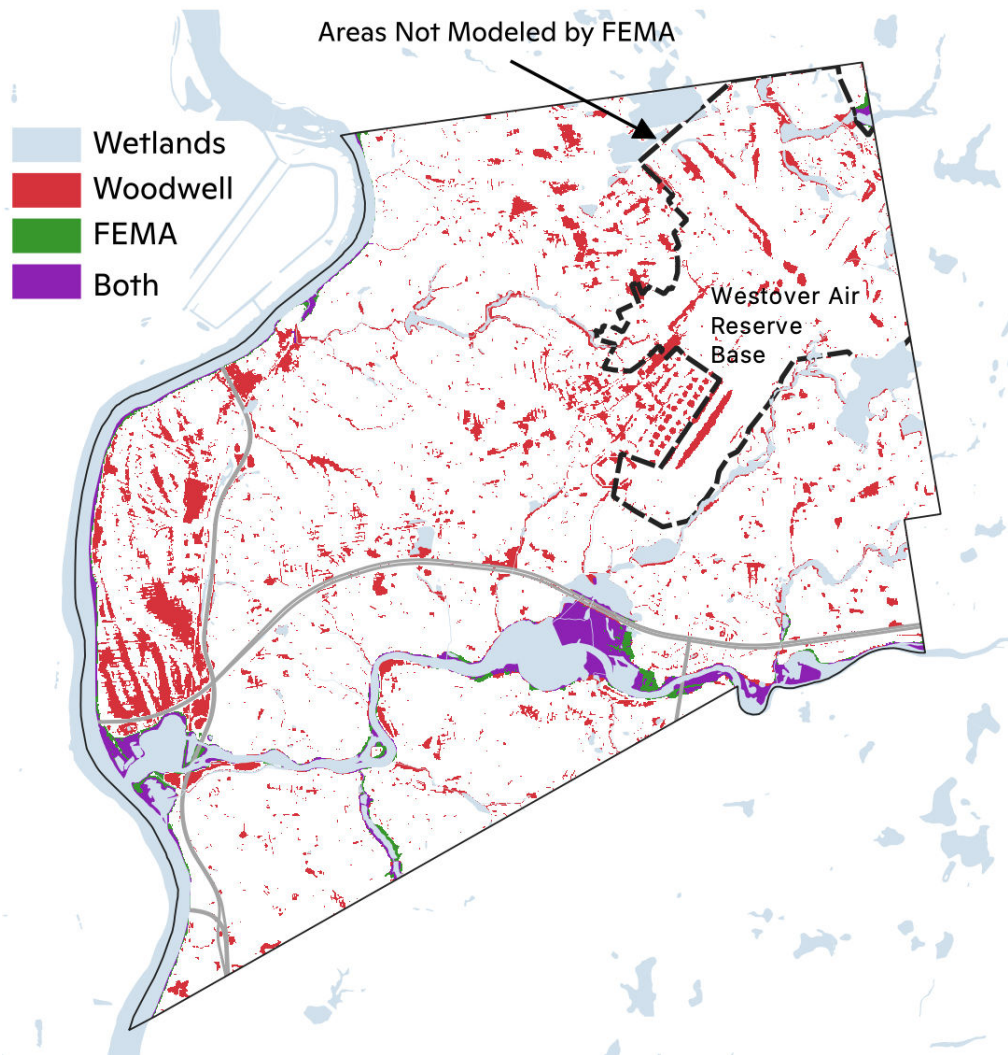 Areas Not Modeled by FEMA
Wetlands
Woodwell
FEMA
Both
Westover Air
Reserve
Base